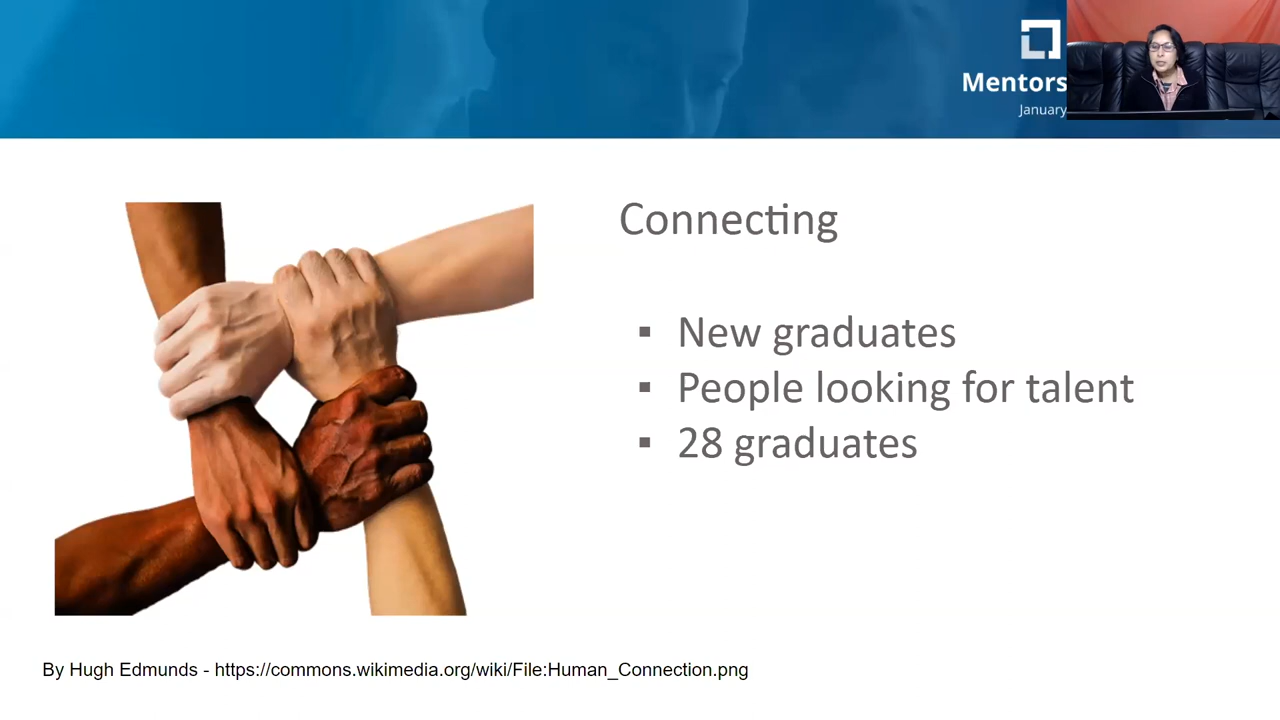 Mentors
January
Connecting
▪ New graduates
▪ People looking for talent
▪ 28 graduates
By Hugh Edmunds - https://commons.wikimedia.org/wiki/File:Human_Connection.png